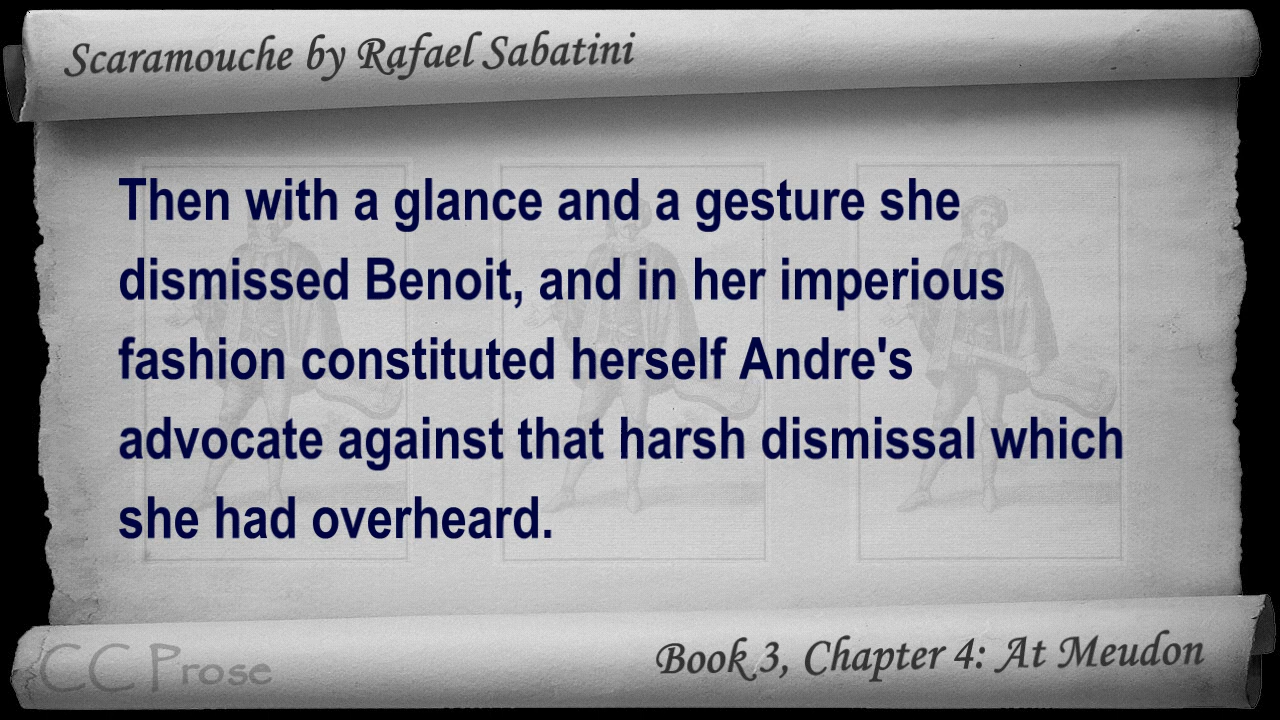 Scaramouche by Rafael Sabatini
Then with a glance and a gesture she
dismissed Benoit, and in her imperious
fashion constituted herself Andre's
advocate against that harsh dismissal which
she had overheard.
CC Prose
Book 3, Chapter 4: At Meudon